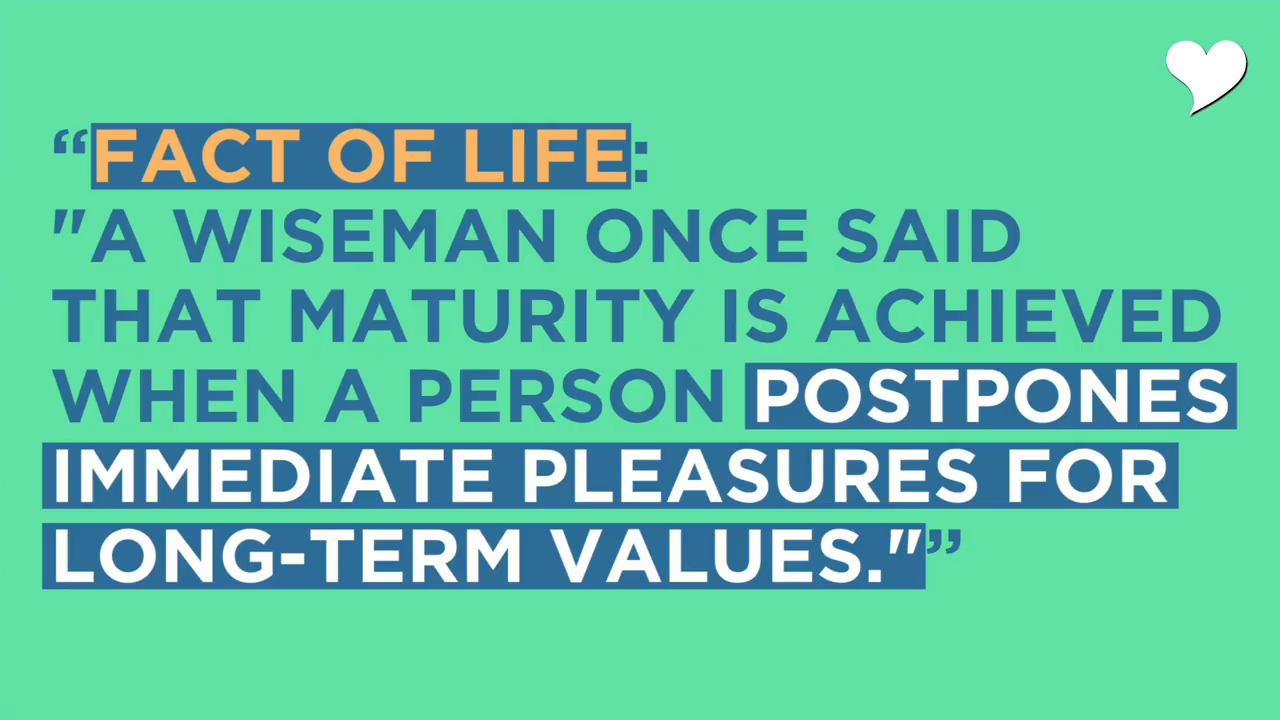 “FACT OF LIFE:
"A WISEMAN ONCE SAID
THAT MATURITY IS ACHIEVED
WHEN A PERSON POSTPONES
IMMEDIATE PLEASURES FOR
LONG-TERM VALUES."”